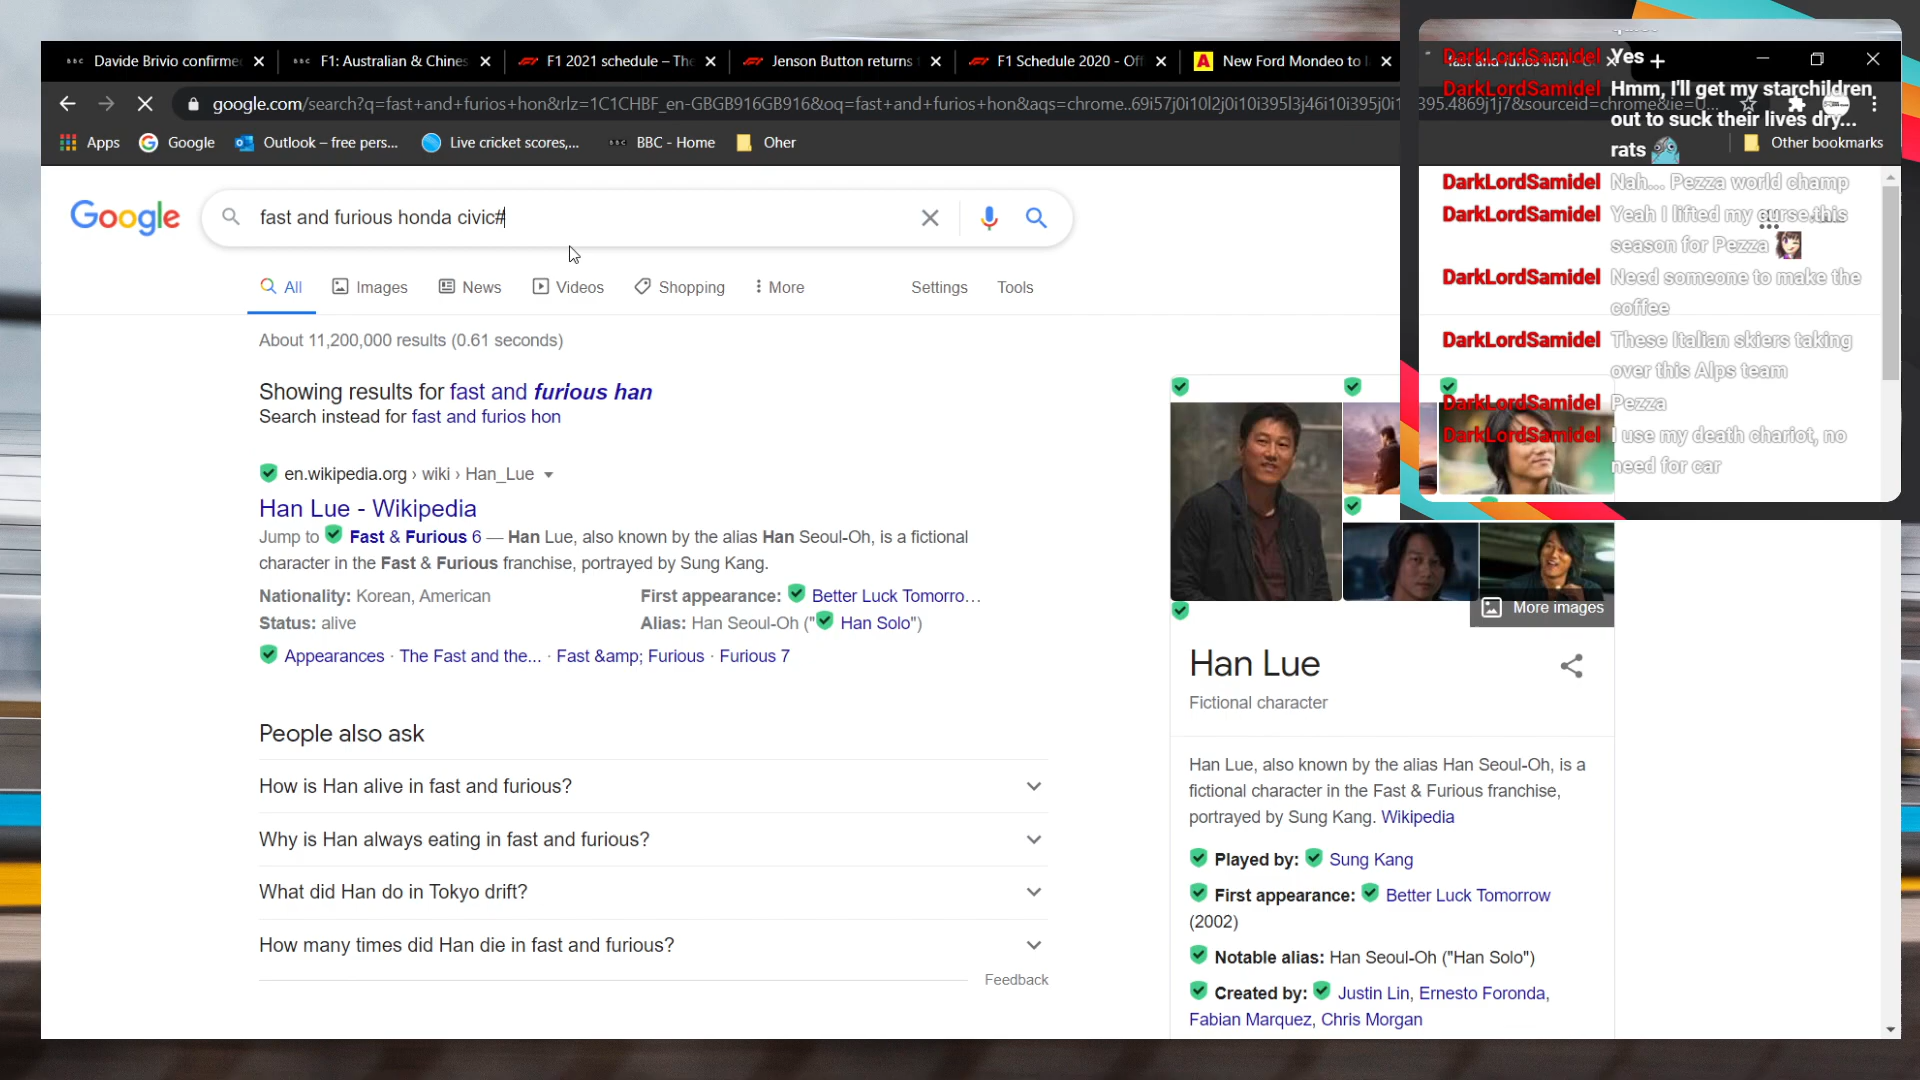 Davide Brivio confirme
F1: Australian & Chines
F1 2021 schedule – The
Jenson Button returns
F1 Schedule 2020 - Off
New Ford Mondeo to
google.com/search?q=fast+and+furios+hon&rlz=1C1CHBF_en-GBGB916GB916&oq=fast+and+furios+hon&aqs=chrome..69i57j0i10l2j0i10i395l3j46i10i395j0i1
395.4869j1j7&sourceid=chrome&ie=U...
Apps
Google
Outlook – free pers...
Live cricket scores,...
BBC - Home
Oher
Other bookmarks
DarkLordSamidel Yes
DarkLordSamidel Hmm, I'll get my starchildren
out to suck their lives dry...
rats
DarkLordSamidel Nah... Pezza world champ
DarkLordSamidel Yeah I lifted my curse this
season for Pezza
DarkLordSamidel Need someone to make the
coffee
DarkLordSamidel These Italian skiers taking
over this Alps team
DarkLordSamidel Pezza
DarkLordSamidel I use my death chariot, no
need for car
Google
fast and furious honda civic#
All
Images
News
Videos
Shopping
More
Settings
Tools
About 11,200,000 results (0.61 seconds)
Showing results for fast and furious han
Search instead for fast and furios hon
en.wikipedia.org › wiki › Han_Lue
Han Lue - Wikipedia
Jump to Fast & Furious 6 — Han Lue, also known by the alias Han Seoul-Oh, is a fictional
character in the Fast & Furious franchise, portrayed by Sung Kang.
Nationality: Korean, American
First appearance: Better Luck Tomorro...
Status: alive
Alias: Han Seoul-Oh ("Han Solo")
Appearances · The Fast and the... · Fast &amp; Furious · Furious 7
People also ask
How is Han alive in fast and furious?
Why is Han always eating in fast and furious?
What did Han do in Tokyo drift?
How many times did Han die in fast and furious?
Feedback
More images
Han Lue
Fictional character
Han Lue, also known by the alias Han Seoul-Oh, is a
fictional character in the Fast & Furious franchise,
portrayed by Sung Kang. Wikipedia
Played by: Sung Kang
First appearance: Better Luck Tomorrow
(2002)
Notable alias: Han Seoul-Oh ("Han Solo")
Created by: Justin Lin, Ernesto Foronda,
Fabian Marquez, Chris Morgan